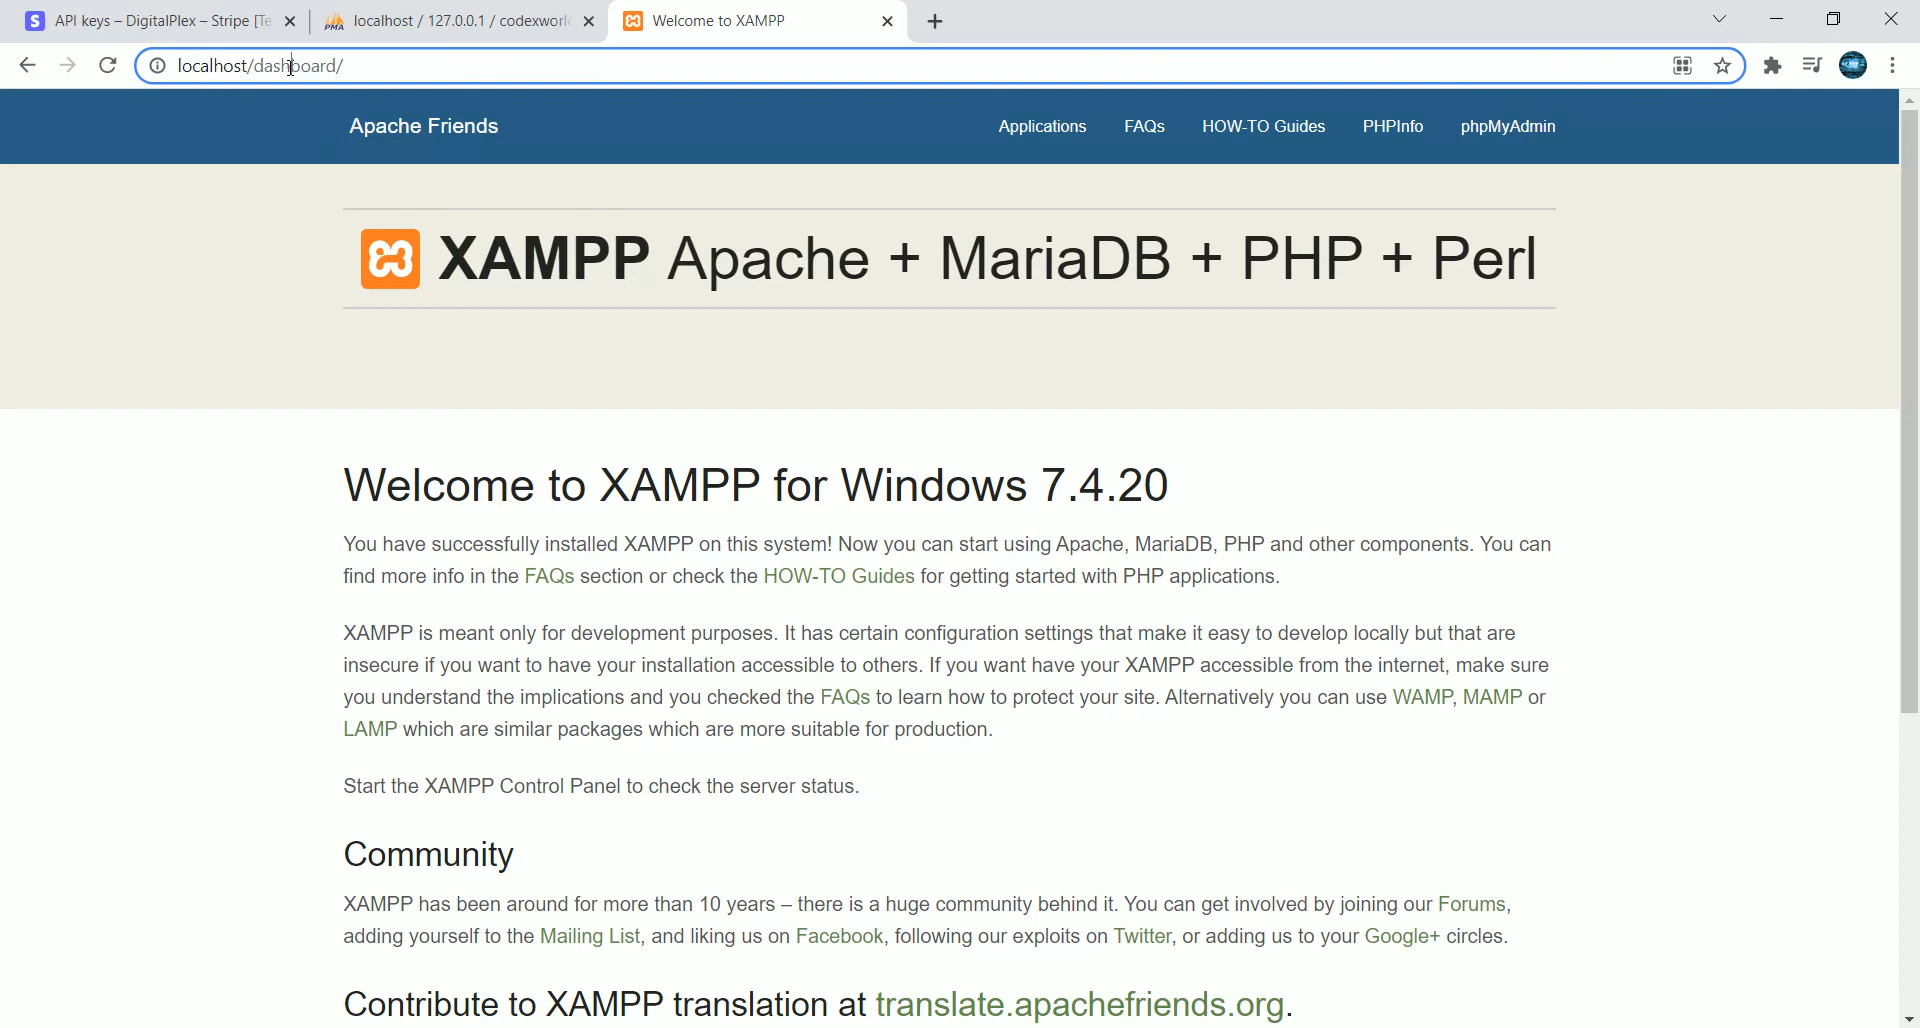 API keys – DigitalPlex – Stripe [Te
localhost / 127.0.0.1 / codexworl
Welcome to XAMPP
localhost/dashboard/
Apache Friends
Applications
FAQs
HOW-TO Guides
PHPInfo
phpMyAdmin
XAMPP Apache + MariaDB + PHP + Perl
Welcome to XAMPP for Windows 7.4.20
You have successfully installed XAMPP on this system! Now you can start using Apache, MariaDB, PHP and other components. You can
find more info in the FAQs section or check the HOW-TO Guides for getting started with PHP applications.
XAMPP is meant only for development purposes. It has certain configuration settings that make it easy to develop locally but that are
insecure if you want to have your installation accessible to others. If you want have your XAMPP accessible from the internet, make sure
you understand the implications and you checked the FAQs to learn how to protect your site. Alternatively you can use WAMP, MAMP or
LAMP which are similar packages which are more suitable for production.
Start the XAMPP Control Panel to check the server status.
Community
XAMPP has been around for more than 10 years – there is a huge community behind it. You can get involved by joining our Forums,
adding yourself to the Mailing List, and liking us on Facebook, following our exploits on Twitter, or adding us to your Google+ circles.
Contribute to XAMPP translation at translate.apachefriends.org.